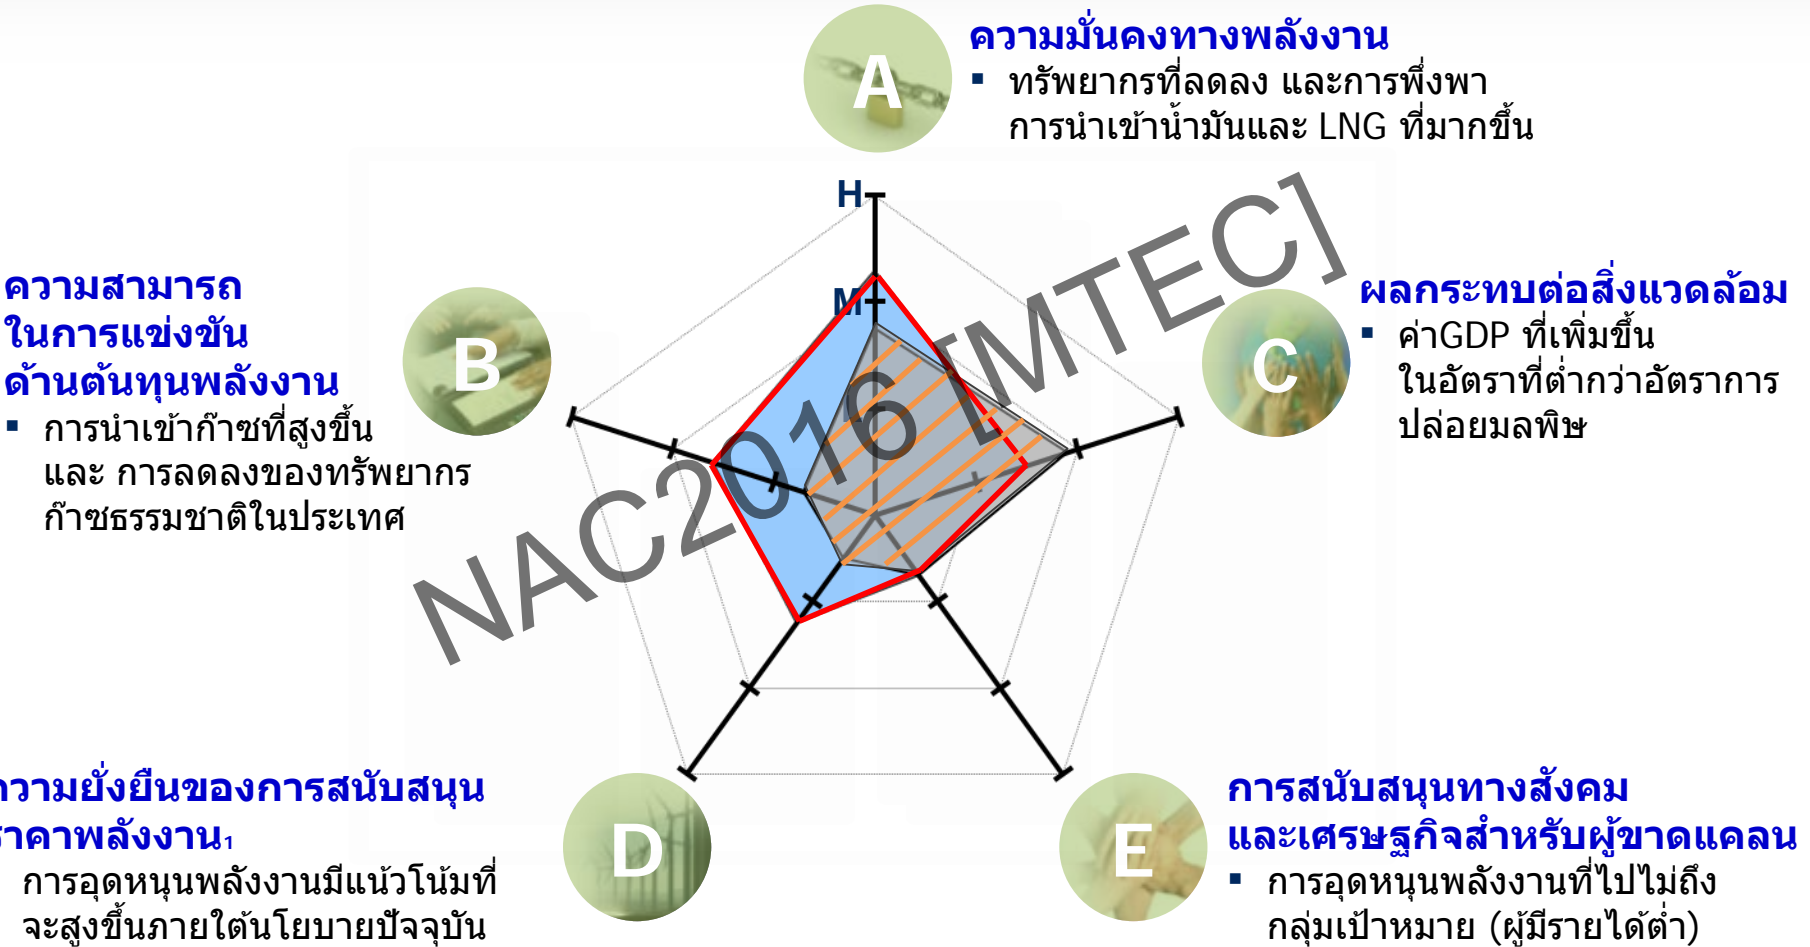 A
ความมั่นคงทางพลังงาน
▪ ทรัพยากรที่ลดลง และการพึ่งพา
การนำเข้าน้ำมันและ LNG ที่มากขึ้น
H
M
B
ความสามารถ
ในการแข่งขัน
ด้านต้นทุนพลังงาน
▪ การนำเข้าก๊าซที่สูงขึ้น
และ การลดลงของทรัพยากร
ก๊าซธรรมชาติในประเทศ
C
ผลกระทบต่อสิ่งแวดล้อม
▪ ค่าGDP ที่เพิ่มขึ้น
ในอัตราที่ต่ำกว่าอัตราการ
ปล่อยมลพิษ
NAC2016 [MTEC]
D
ความยั่งยืนของการสนับสนุน
ราคาพลังงาน1
การอุดหนุนพลังงานมีแน้วโน้มที่
จะสูงขึ้นภายใต้นโยบายปัจจุบัน
E
การสนับสนุนทางสังคม
และเศรษฐกิจสำหรับผู้ขาดแคลน
▪ การอุดหนุนพลังงานที่ไปไม่ถึง
กลุ่มเป้าหมาย (ผู้มีรายได้ต่ำ)